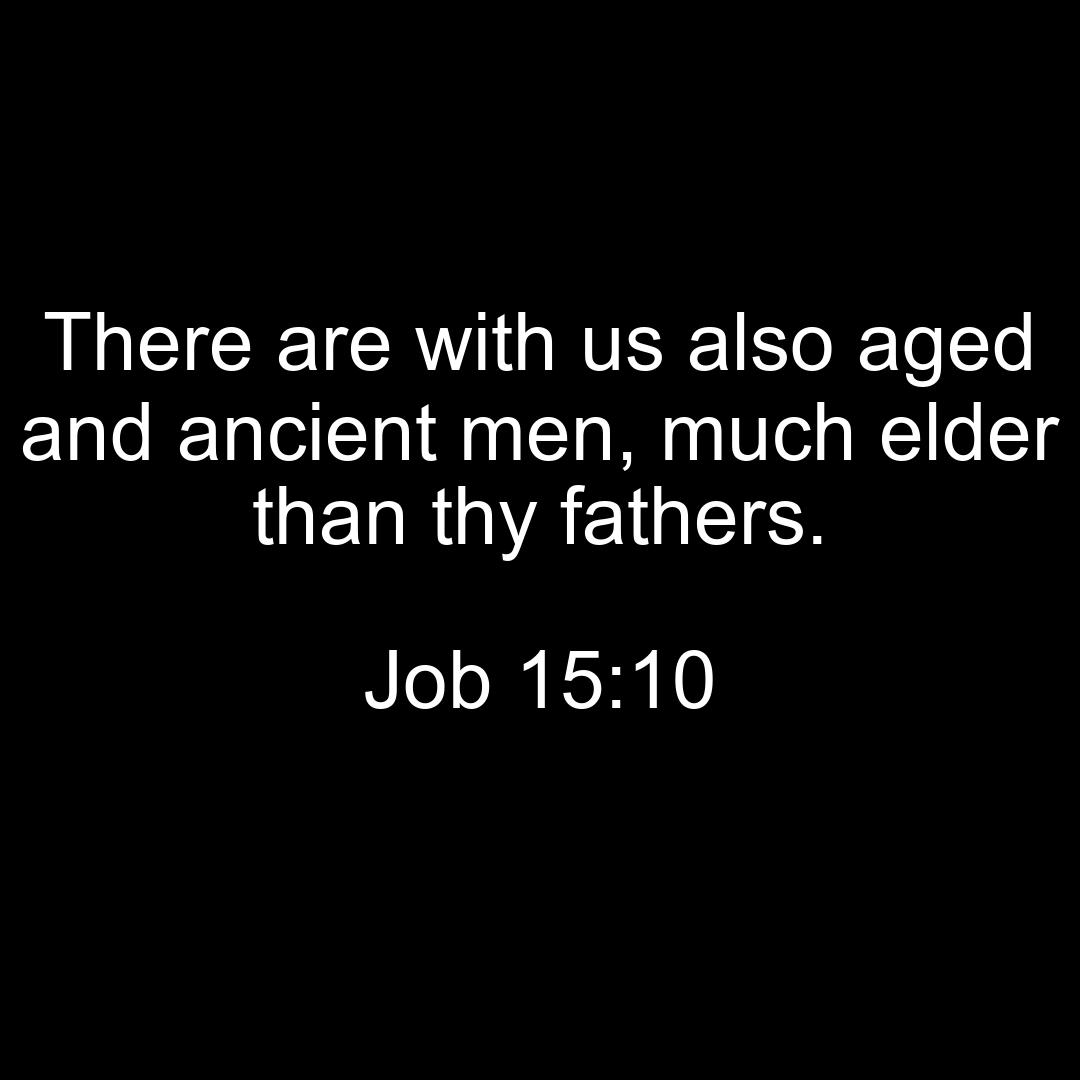 There are with us also aged
and ancient men, much elder
than thy fathers.
Job 15:10